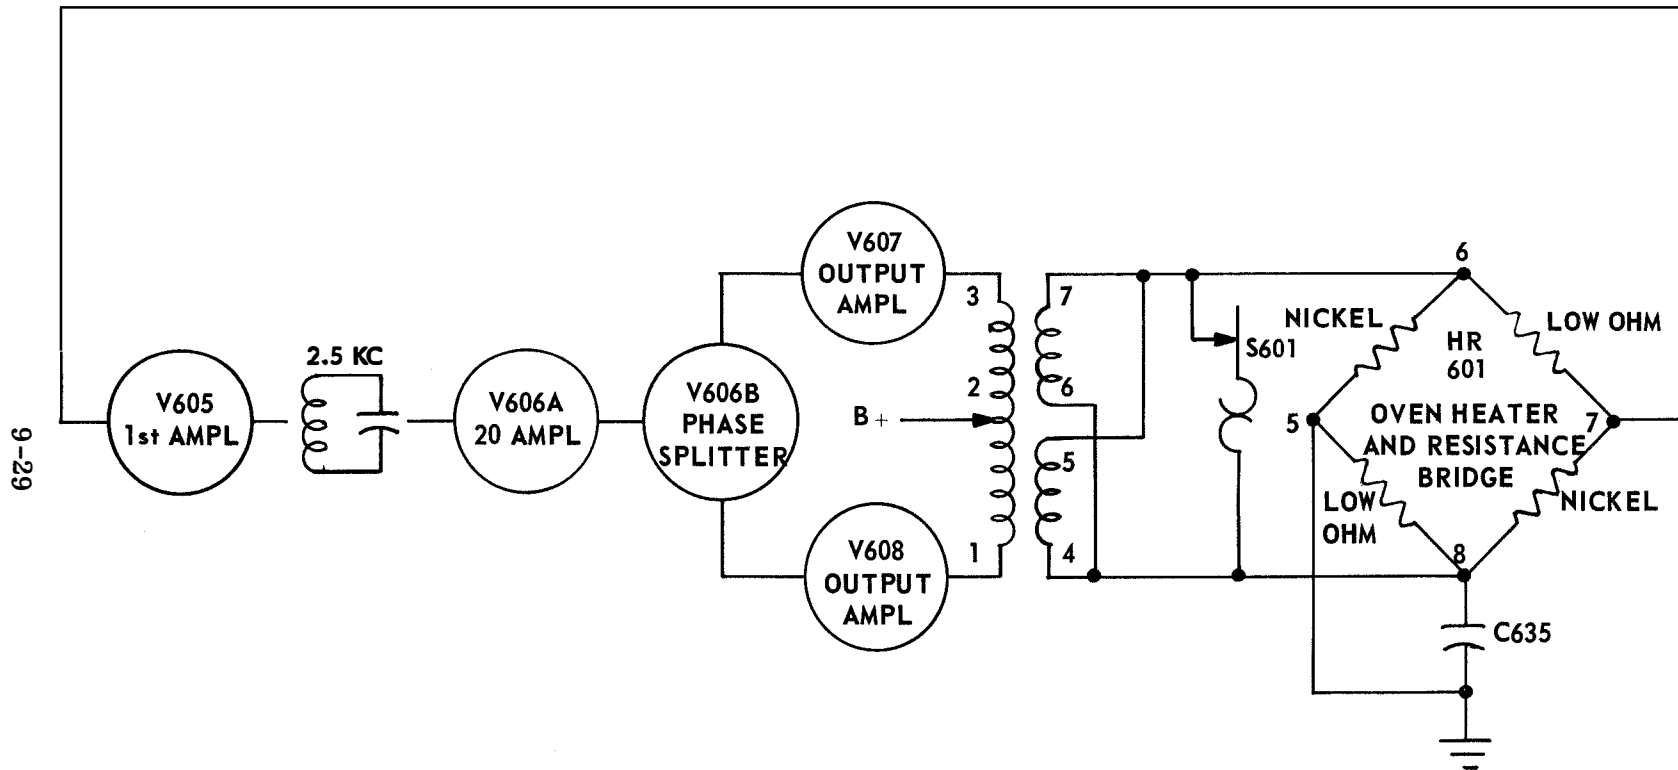 9-29
V605
1st AMPL
2.5 KC
V606A
20 AMPL
V606B
PHASE
SPLITTER
V607
OUTPUT
AMPL
V608
OUTPUT
AMPL
3
2
1
B+
7
6
5
4
S601
6
NICKEL
LOW OHM
HR
601
5
OVEN HEATER
AND RESISTANCE
BRIDGE
7
LOW
OHM
NICKEL
8
C635